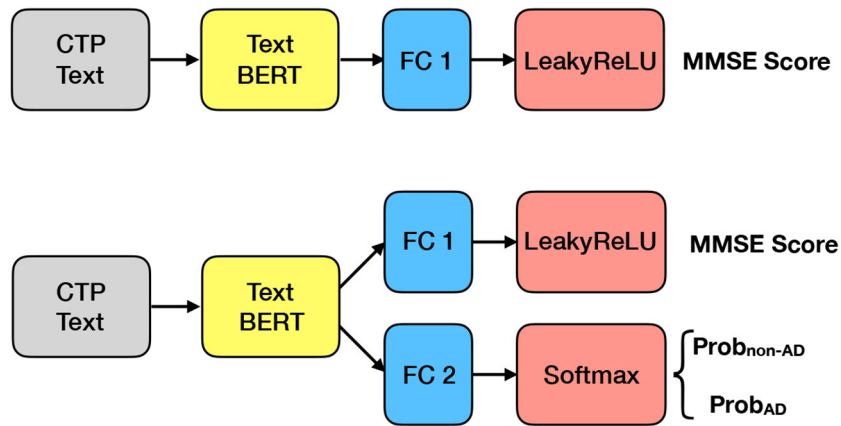 CTP
Text
Text
BERT
FC 1
LeakyReLU
MMSE Score
CTP
Text
Text
BERT
FC 1
LeakyReLU
MMSE Score
FC 2
Softmax
Probnon-AD
ProbAD